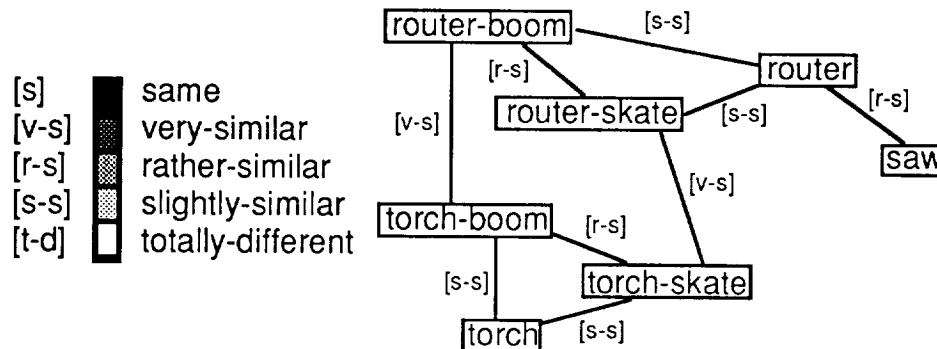 [s] same
[v-s] very-similar
[r-s] rather-similar
[s-s] slightly-similar
[t-d] totally-different
router-boom
[s-s]
router
[r-s]
[r-s]
router-skate
[s-s]
[v-s]
saw
[v-s]
torch-boom
[r-s]
torch-skate
[s-s]
torch
[s-s]